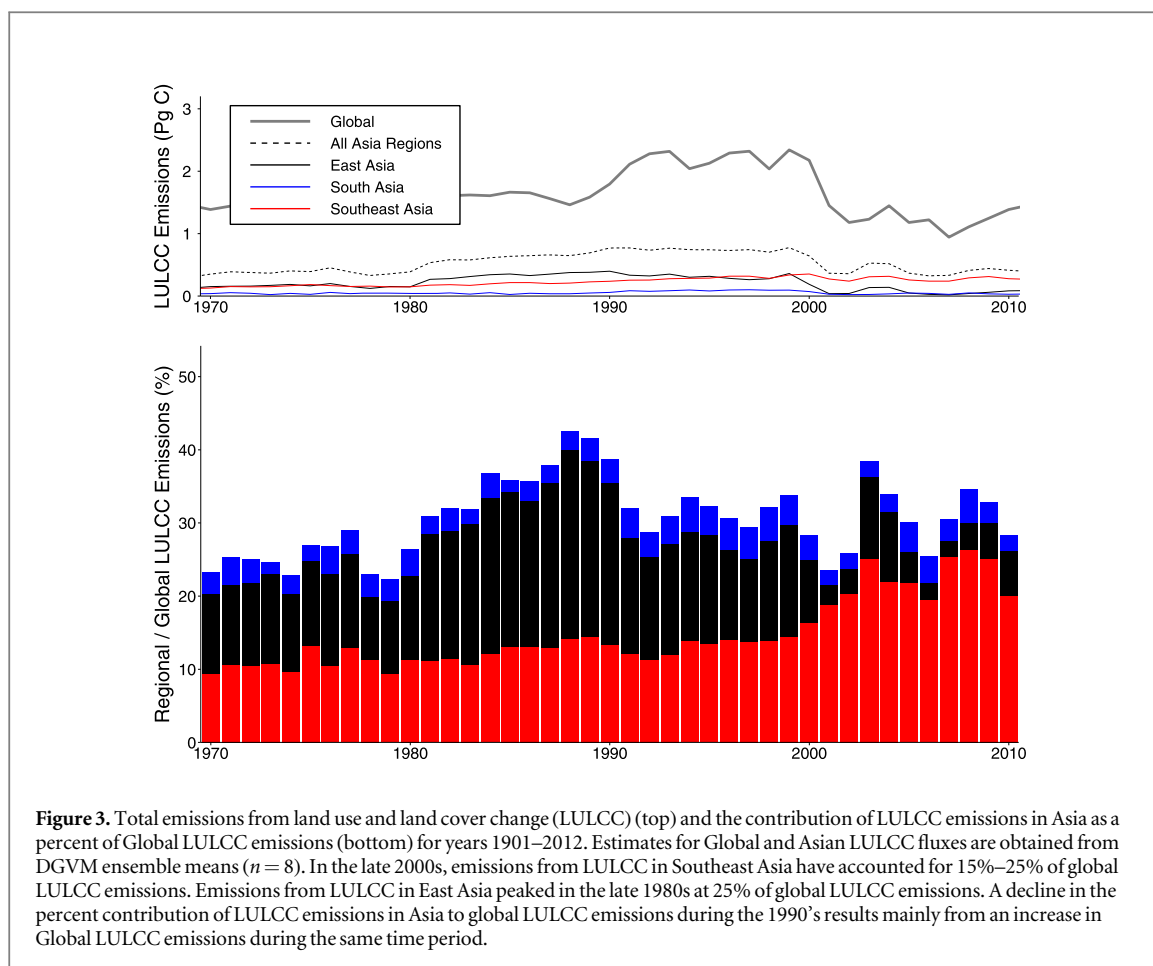 LULCC Emissions (Pg C)
3
2
1
0
Global
All Asia Regions
East Asia
South Asia
Southeast Asia
1970
1980
1990
2000
2010
Regional / Global LULCC Emissions (%)
50
40
30
20
10
0
1970
1980
1990
2000
2010
Figure 3. Total emissions from land use and land cover change (LULCC) (top) and the contribution of LULCC emissions in Asia as a
percent of Global LULCC emissions (bottom) for years 1901–2012. Estimates for Global and Asian LULCC fluxes are obtained from
DGVM ensemble means (n = 8). In the late 2000s, emissions from LULCC in Southeast Asia have accounted for 15%–25% of global
LULCC emissions. Emissions from LULCC in East Asia peaked in the late 1980s at 25% of global LULCC emissions. A decline in the
percent contribution of LULCC emissions in Asia to global LULCC emissions during the 1990's results mainly from an increase in
Global LULCC emissions during the same time period.